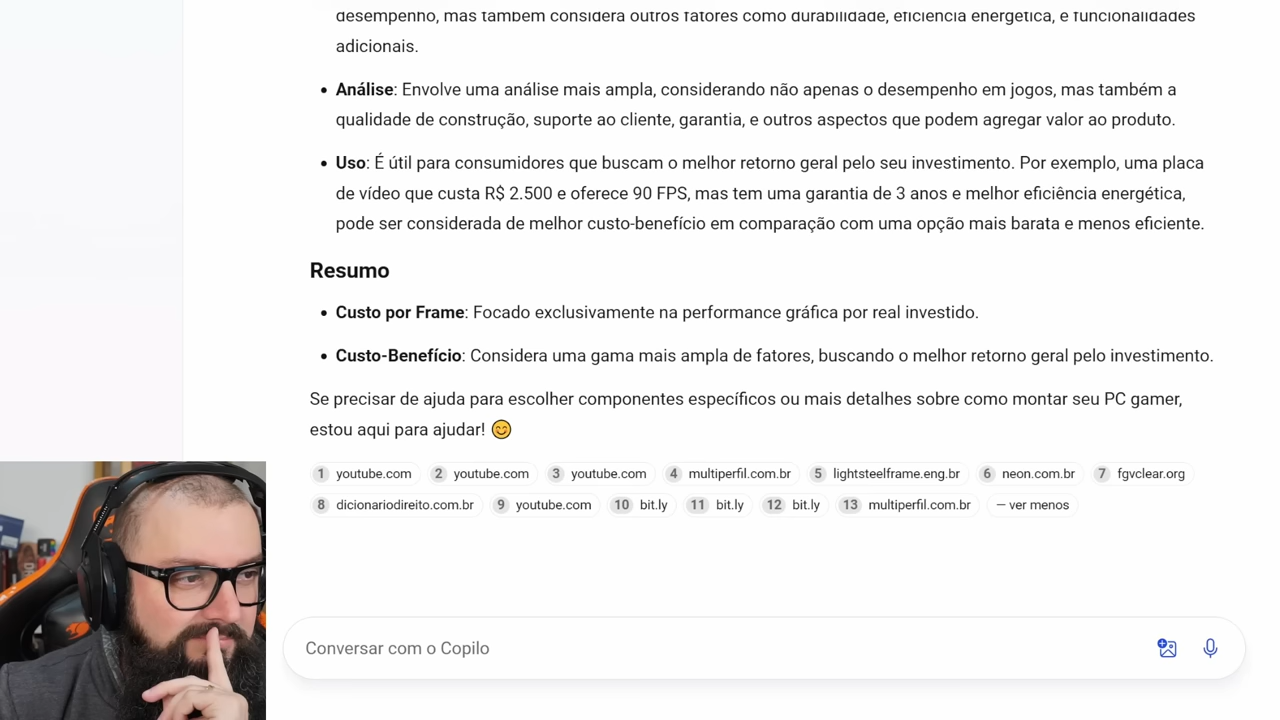 desempenho, mas também considera outros fatores como durabilidade, eficiência energética, e funcionalidades
adicionais.
Análise: Envolve uma análise mais ampla, considerando não apenas o desempenho em jogos, mas também a
qualidade de construção, suporte ao cliente, garantia, e outros aspectos que podem agregar valor ao produto.
Uso: É útil para consumidores que buscam o melhor retorno geral pelo seu investimento. Por exemplo, uma placa
de vídeo que custa R$ 2.500 e oferece 90 FPS, mas tem uma garantia de 3 anos e melhor eficiência energética,
pode ser considerada de melhor custo-benefício em comparação com uma opção mais barata e menos eficiente.
Resumo
Custo por Frame: Focado exclusivamente na performance gráfica por real investido.
Custo-Benefício: Considera uma gama mais ampla de fatores, buscando o melhor retorno geral pelo investimento.
Se precisar de ajuda para escolher componentes específicos ou mais detalhes sobre como montar seu PC gamer,
estou aqui para ajudar! 😊
1 youtube.com 2 youtube.com 3 youtube.com 4 multiperfil.com.br 5 lightsteelframe.eng.br 6 neon.com.br 7 fgvclear.org
8 dicionariodireito.com.br 9 youtube.com 10 bit.ly 11 bit.ly 12 bit.ly 13 multiperfil.com.br — ver menos
Conversar com o Copilo